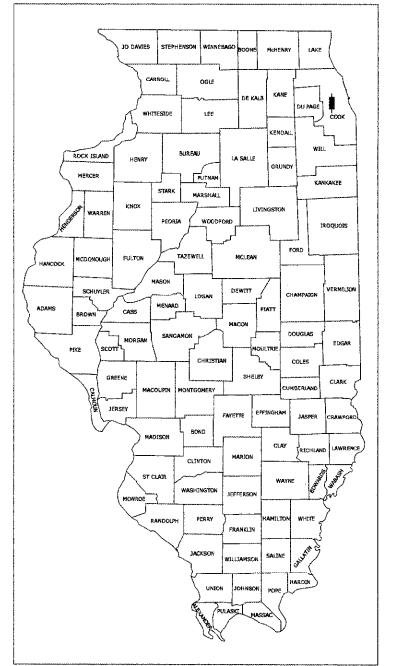 JO DAVIES
STEPHENSON
WINNEBAGO
BOONE
McHENRY
LAKE
CARROLL
OGLE
DE KALB
KANE
DU PAGE
COOK
WHITESIDE
LEE
KENDALL
WILL
ROCK ISLAND
HENRY
BUREAU
LA SALLE
GRUNDY
MERCER
PUTNAM
KANKAKEE
STARK
MARSHALL
HENDERSON
WARREN
KNOX
PEORIA
WOODFORD
LIVINGSTON
IROQUOIS
HANCOCK
MCDONOUGH
FULTON
TAZEWELL
MCLEAN
FORD
MASON
SCHUYLER
LOGAN
DEWITT
CHAMPAIGN
VERMILION
ADAMS
BROWN
CASS
MENARD
PIATT
MACON
SANGAMON
DOUGLAS
PIKE
SCOTT
MORGAN
MOULTRIE
EDGAR
CHRISTIAN
COLES
GREENE
MACOUPIN
MONTGOMERY
SHELBY
CUMBERLAND
CLARK
CALHOUN
JERSEY
FAYETTE
EFFINGHAM
JASPER
CRAWFORD
MADISON
BOND
CLAY
RICHLAND
LAWRENCE
MARION
CLINTON
ST CLAIR
WAYNE
EDWARDS
WABASH
WASHINGTON
JEFFERSON
MONROE
RANDOLPH
PERRY
HAMILTON
WHITE
FRANKLIN
JACKSON
WILLIAMSON
SALINE
GALLATIN
UNION
JOHNSON
POPE
HARDIN
ALEXANDER
PULASKI
MASSAC